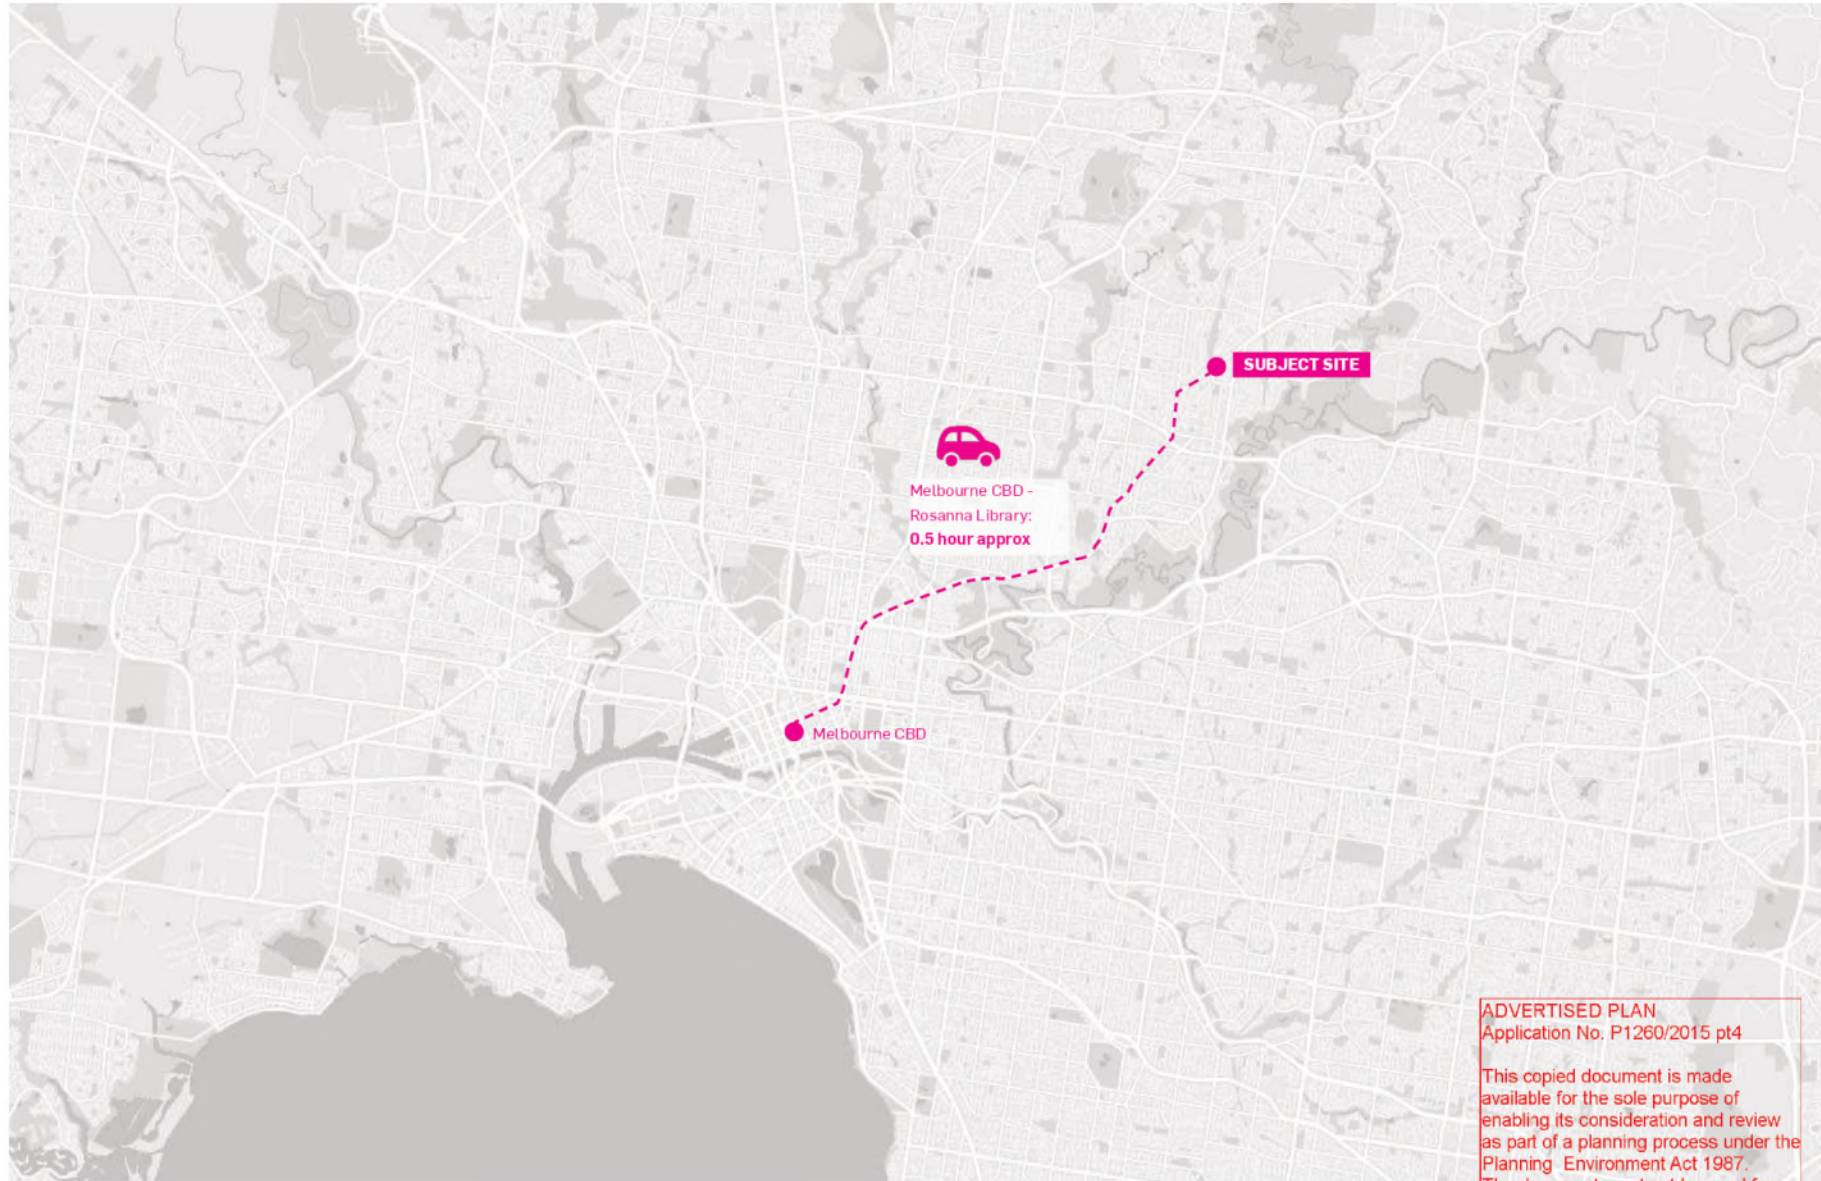 SUBJECT SITE
Melbourne CBD -
Rosanna Library:
0.5 hour approx
Melbourne CBD
ADVERTISED PLAN
Application No. P1260/2015 pt4
This copied document is made
available for the sole purpose of
enabling its consideration and review
as part of a planning process under the
Planning Environment Act 1987.